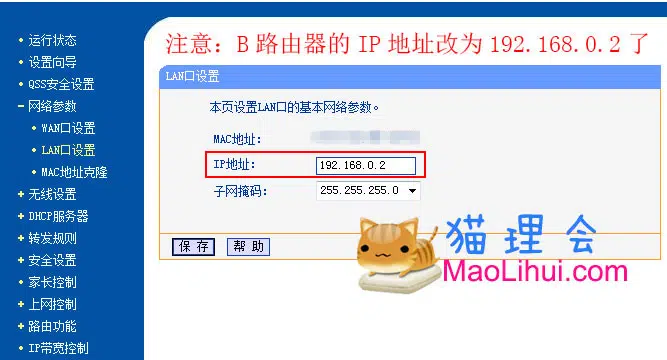 注意：B 路由器的 IP 地址改为 192.168.0.2 了
运行状态
设置向导
QSS安全设置
网络参数
WAN口设置
LAN口设置
MAC地址克隆
无线设置
DHCP服务器
转发规则
安全设置
家长控制
上网控制
路由功能
IP带宽控制
LAN口设置
本页设置LAN口的基本网络参数。
MAC地址：
IP地址： 192.168.0.2
子网掩码： 255.255.255.0
保存 帮助
猫理会
MaoLihui.com